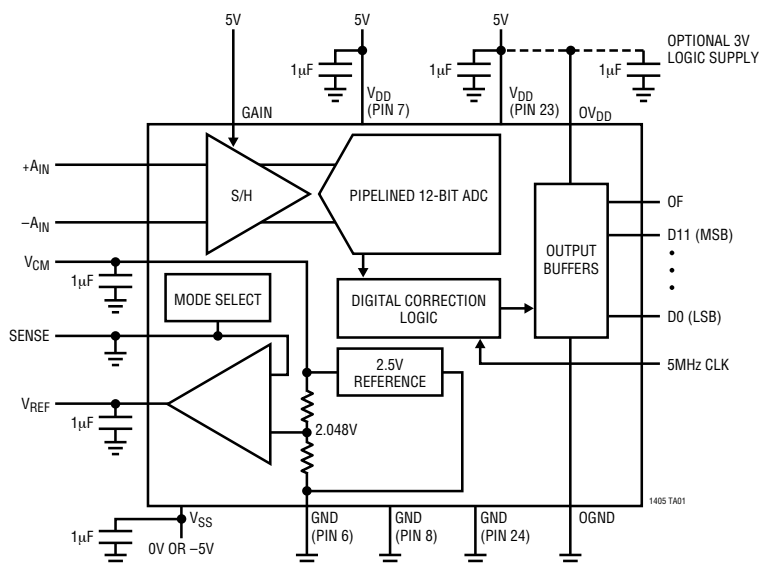 5V
5V
5V
OPTIONAL 3V
LOGIC SUPPLY
1µF
1µF
1µF
GAIN
VDD
(PIN 7)
VDD
(PIN 23)
OVDD
+AIN
–AIN
S/H
PIPELINED 12-BIT ADC
OUTPUT
BUFFERS
OF
D11 (MSB)
•
•
•
D0 (LSB)
VCM
1µF
MODE SELECT
DIGITAL CORRECTION
LOGIC
SENSE
5MHz CLK
2.5V
REFERENCE
VREF
1µF
2.048V
1405 TA01
VSS
1µF
0V OR –5V
GND
(PIN 6)
GND
(PIN 8)
GND
(PIN 24)
OGND